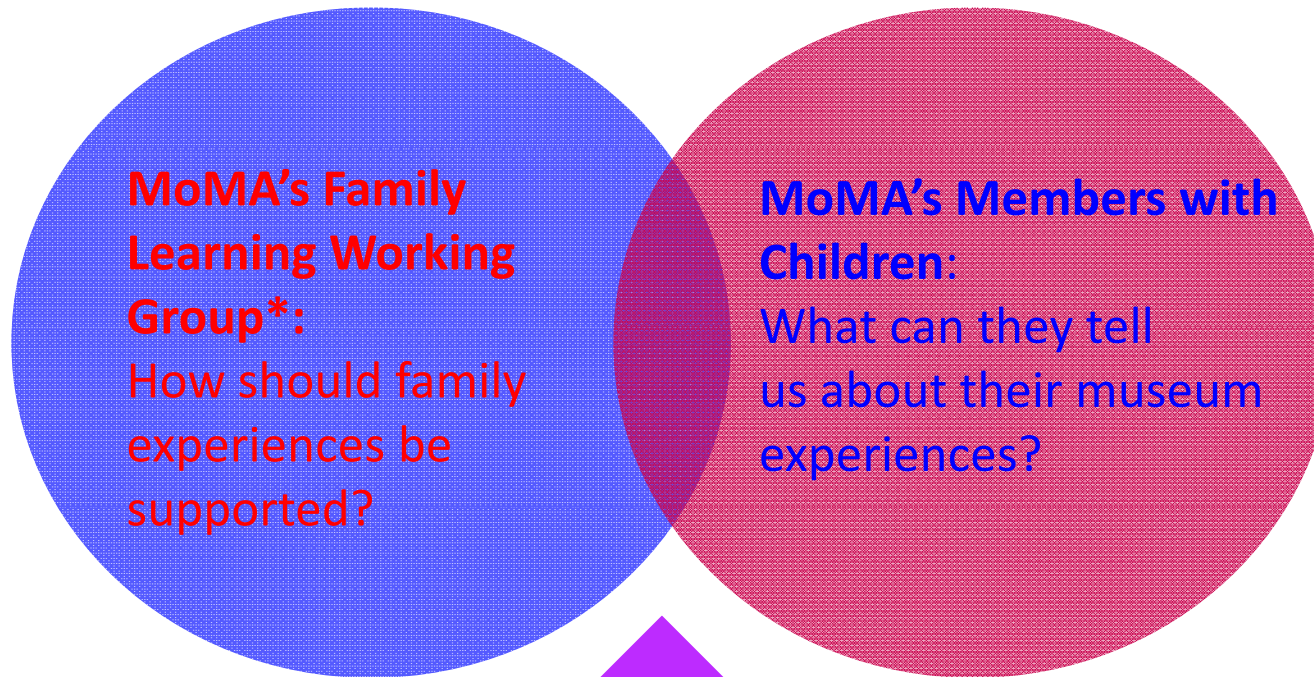 MoMA’s Family
Learning Working
Group*:
How should family
experiences be
supported?
MoMA’s Members with
Children:
What can they tell
us about their museum
experiences?